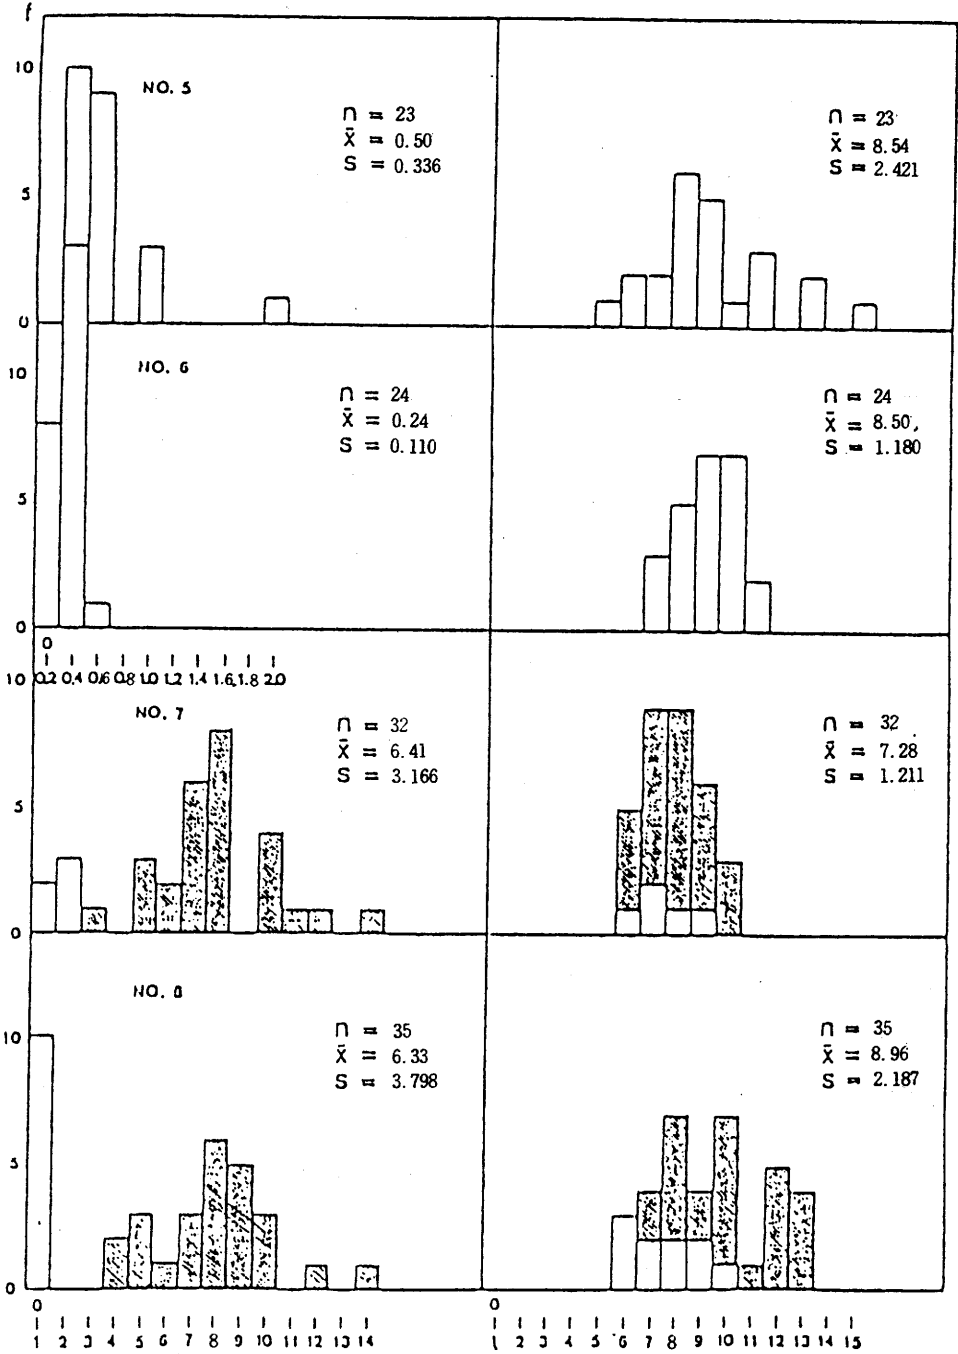 f
10
5
0
NO. 5
n = 23
x̄ = 0.50
S = 0.336
n = 23
x̄ = 8.54
S = 2.421
10
5
0
NO. 6
n = 24
x̄ = 0.24
S = 0.110
n = 24
x̄ = 8.50
S = 1.180
0
0.2 0.4 0.6 0.8 1.0 1.2 1.4 1.6 1.8 2.0
10
5
0
NO. 7
n = 32
x̄ = 6.41
S = 3.166
n = 32
x̄ = 7.28
S = 1.211
10
5
0
NO. 8
n = 35
x̄ = 6.33
S = 3.798
n = 35
x̄ = 8.96
S = 2.187
0
1 2 3 4 5 6 7 8 9 10 11 12 13 14
0
1 2 3 4 5 6 7 8 9 10 11 12 13 14 15